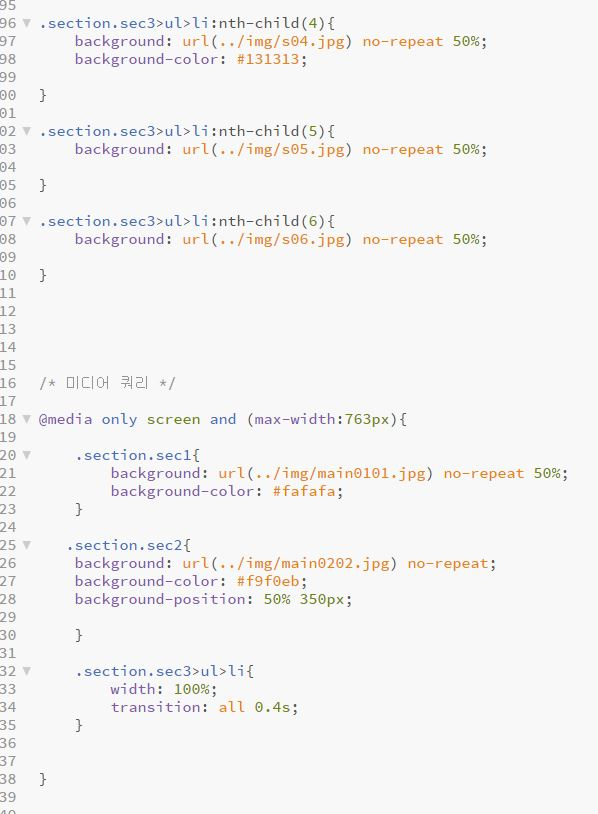 95
96 .section.sec3>ul>li:nth-child(4){
97 background: url(../img/s04.jpg) no-repeat 50%;
98 background-color: #131313;
99
00 }
01
02 .section.sec3>ul>li:nth-child(5){
03 background: url(../img/s05.jpg) no-repeat 50%;
04
05 }
06
07 .section.sec3>ul>li:nth-child(6){
08 background: url(../img/s06.jpg) no-repeat 50%;
09
10 }
11
12
13
14
15
16 /* 미디어 쿼리 */
17
18 @media only screen and (max-width:763px){
19
20 .section.sec1{
21 background: url(../img/main0101.jpg) no-repeat 50%;
22 background-color: #fafafa;
23 }
24
25 .section.sec2{
26 background: url(../img/main0202.jpg) no-repeat;
27 background-color: #f9f0eb;
28 background-position: 50% 350px;
29
30 }
31
32 .section.sec3>ul>li{
33 width: 100%;
34 transition: all 0.4s;
35 }
36
37
38 }
39